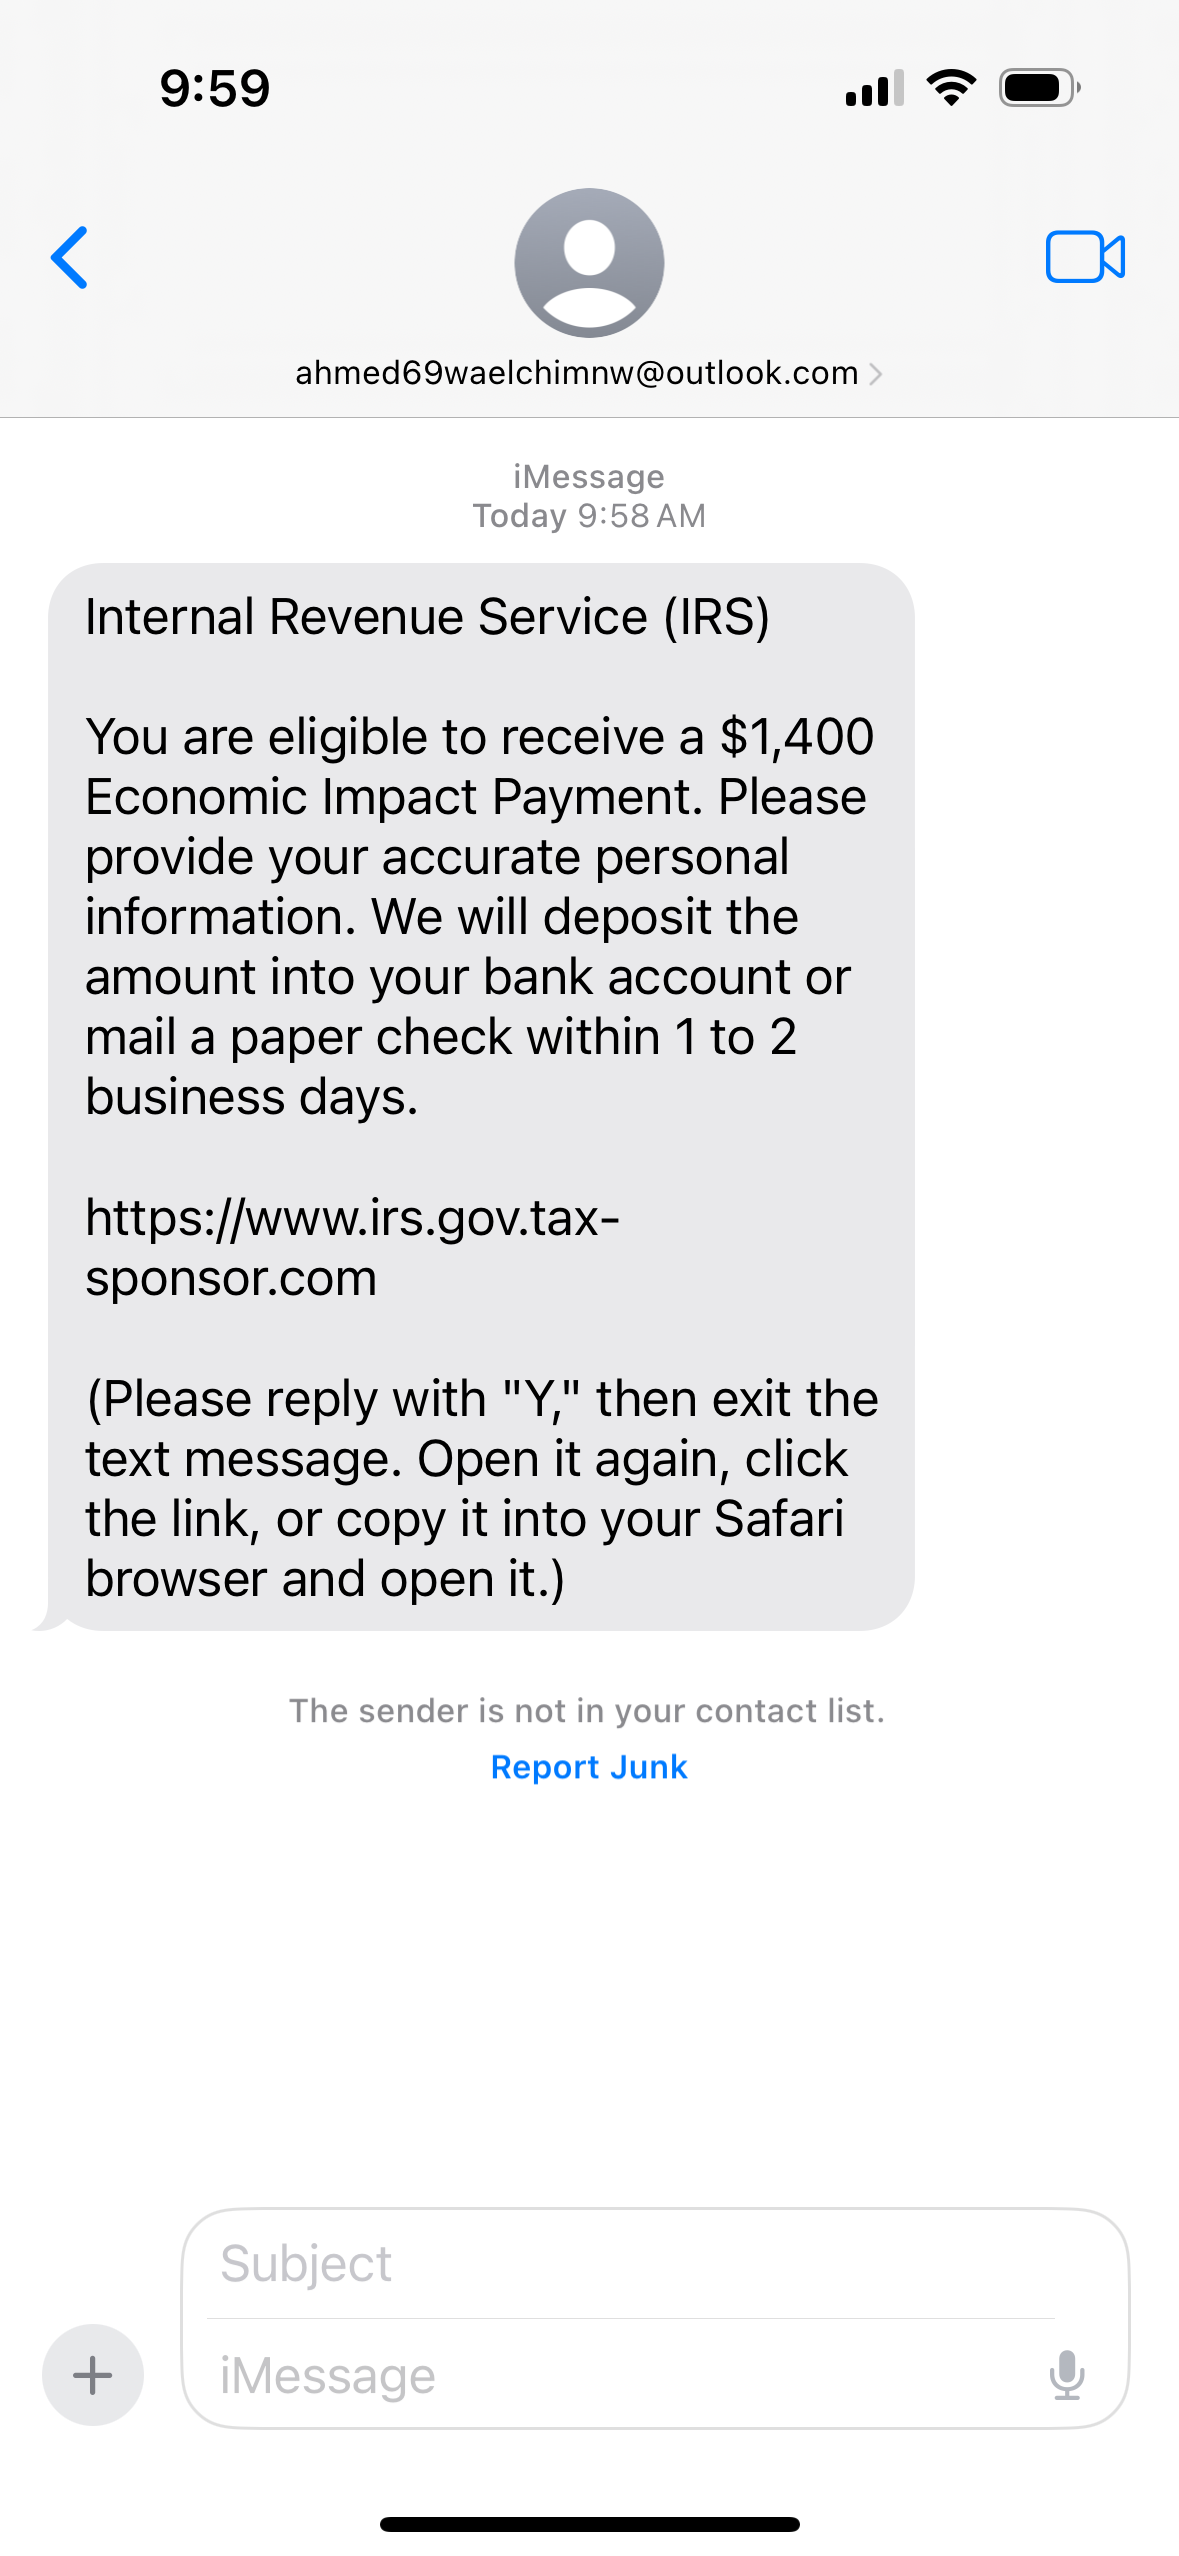 9:59
ahmed69waelchimnw@outlook.com
iMessage
Today 9:58 AM
Internal Revenue Service (IRS)
You are eligible to receive a $1,400
Economic Impact Payment. Please
provide your accurate personal
information. We will deposit the
amount into your bank account or
mail a paper check within 1 to 2
business days.
https://www.irs.gov.tax-
sponsor.com
(Please reply with "Y," then exit the
text message. Open it again, click
the link, or copy it into your Safari
browser and open it.)
The sender is not in your contact list.
Report Junk
Subject
iMessage